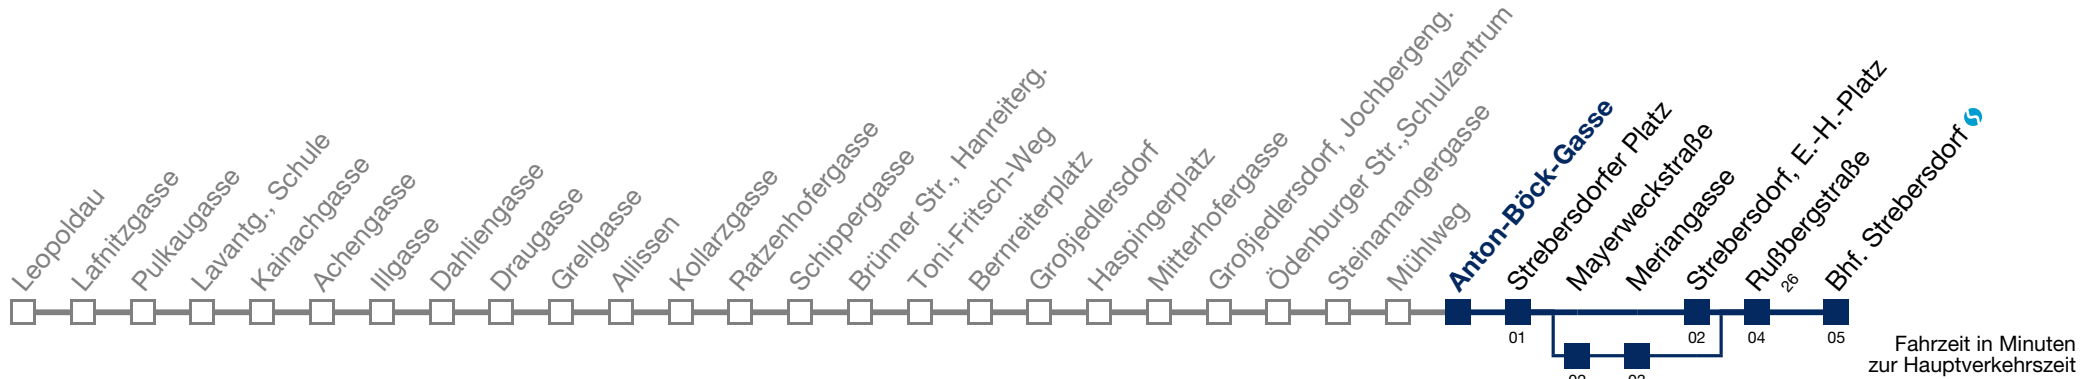 Leopoldau
Lafnitzgasse
Pulkaugasse
Lavantg., Schule
Kainachgasse
Achengasse
Illgasse
Dahliengasse
Draugasse
Grellgasse
Allissen
Kollarzgasse
Ratzenhofergasse
Schippergasse
Brünner Str., Hanreiterg.
Toni-Fritsch-Weg
Bernreiterplatz
Großjedlersdorf
Haspingerplatz
Mitterhofergasse
Großjedlersdorf, Jochbergeng.
Ödenburger Str.,Schulzentrum
Steinamangergasse
Mühlweg
Anton-Böck-Gasse
Strebersdorfer Platz
Mayerweckstraße
Meriangasse
Strebersdorf, E.-H.-Platz
Rußbergstraße
26
Bhf. Strebersdorf
01
02
04
05
Fahrzeit in Minuten
zur Hauptverkehrszeit